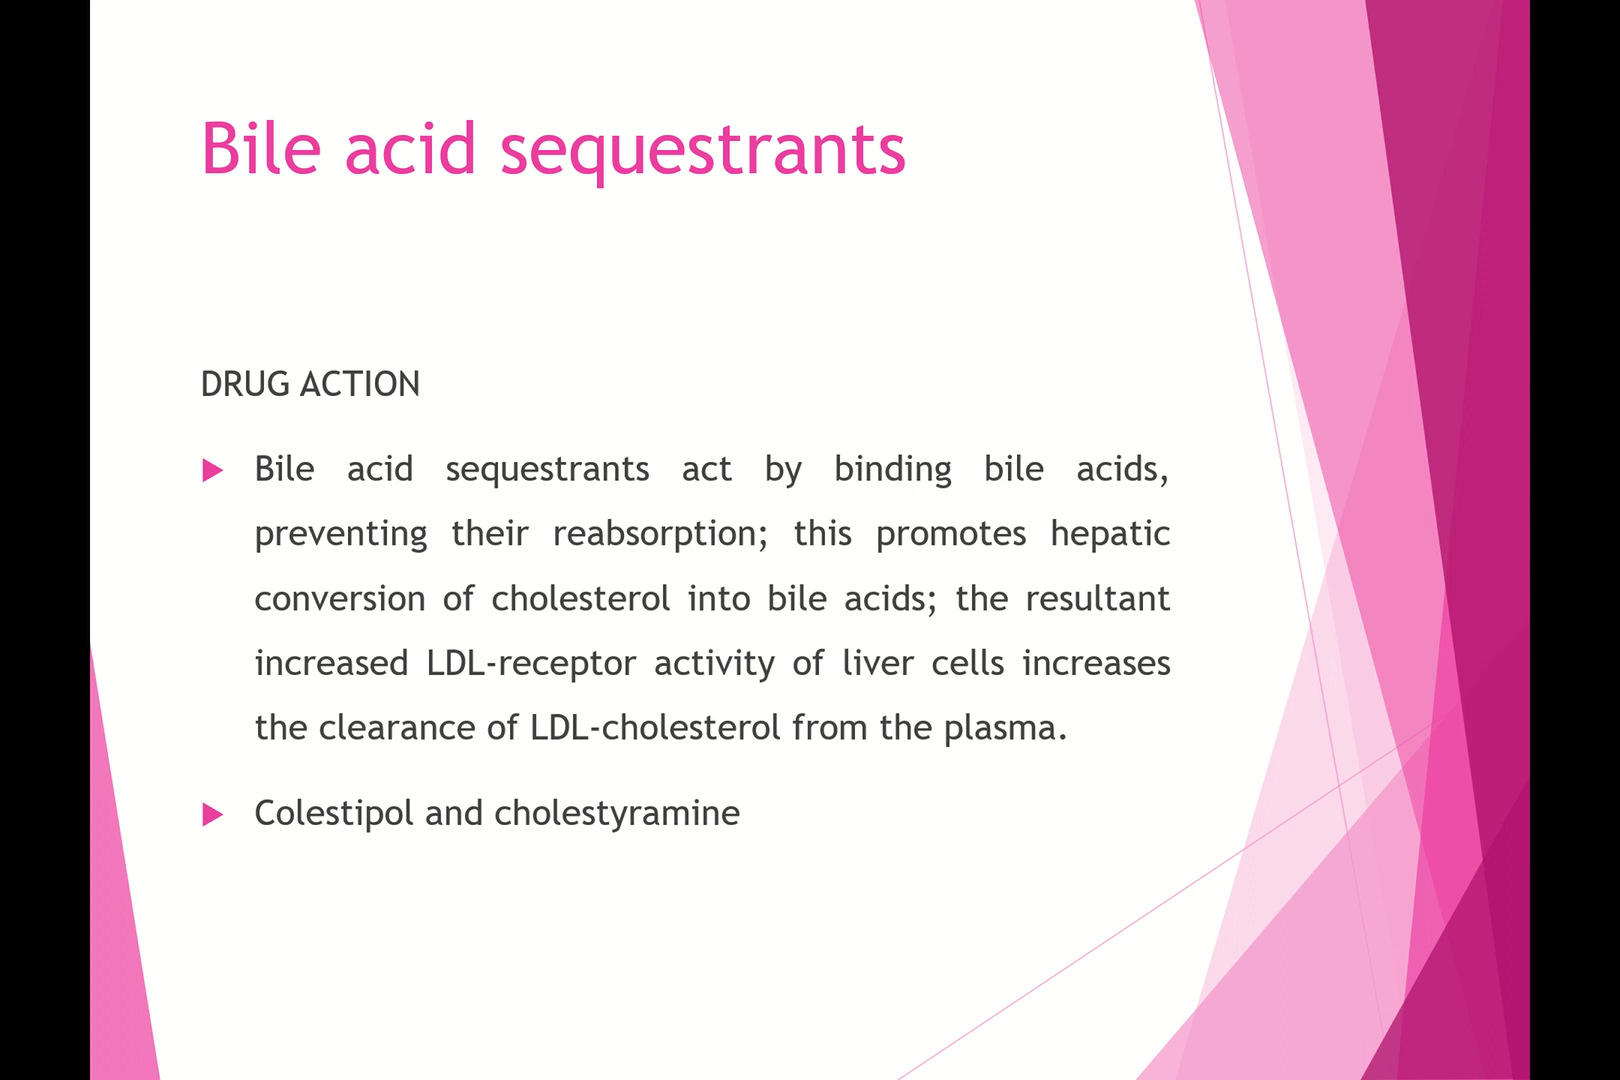 Bile acid sequestrants
DRUG ACTION
Bile acid sequestrants act by binding bile acids,
preventing their reabsorption; this promotes hepatic
conversion of cholesterol into bile acids; the resultant
increased LDL-receptor activity of liver cells increases
the clearance of LDL-cholesterol from the plasma.
Colestipol and cholestyramine